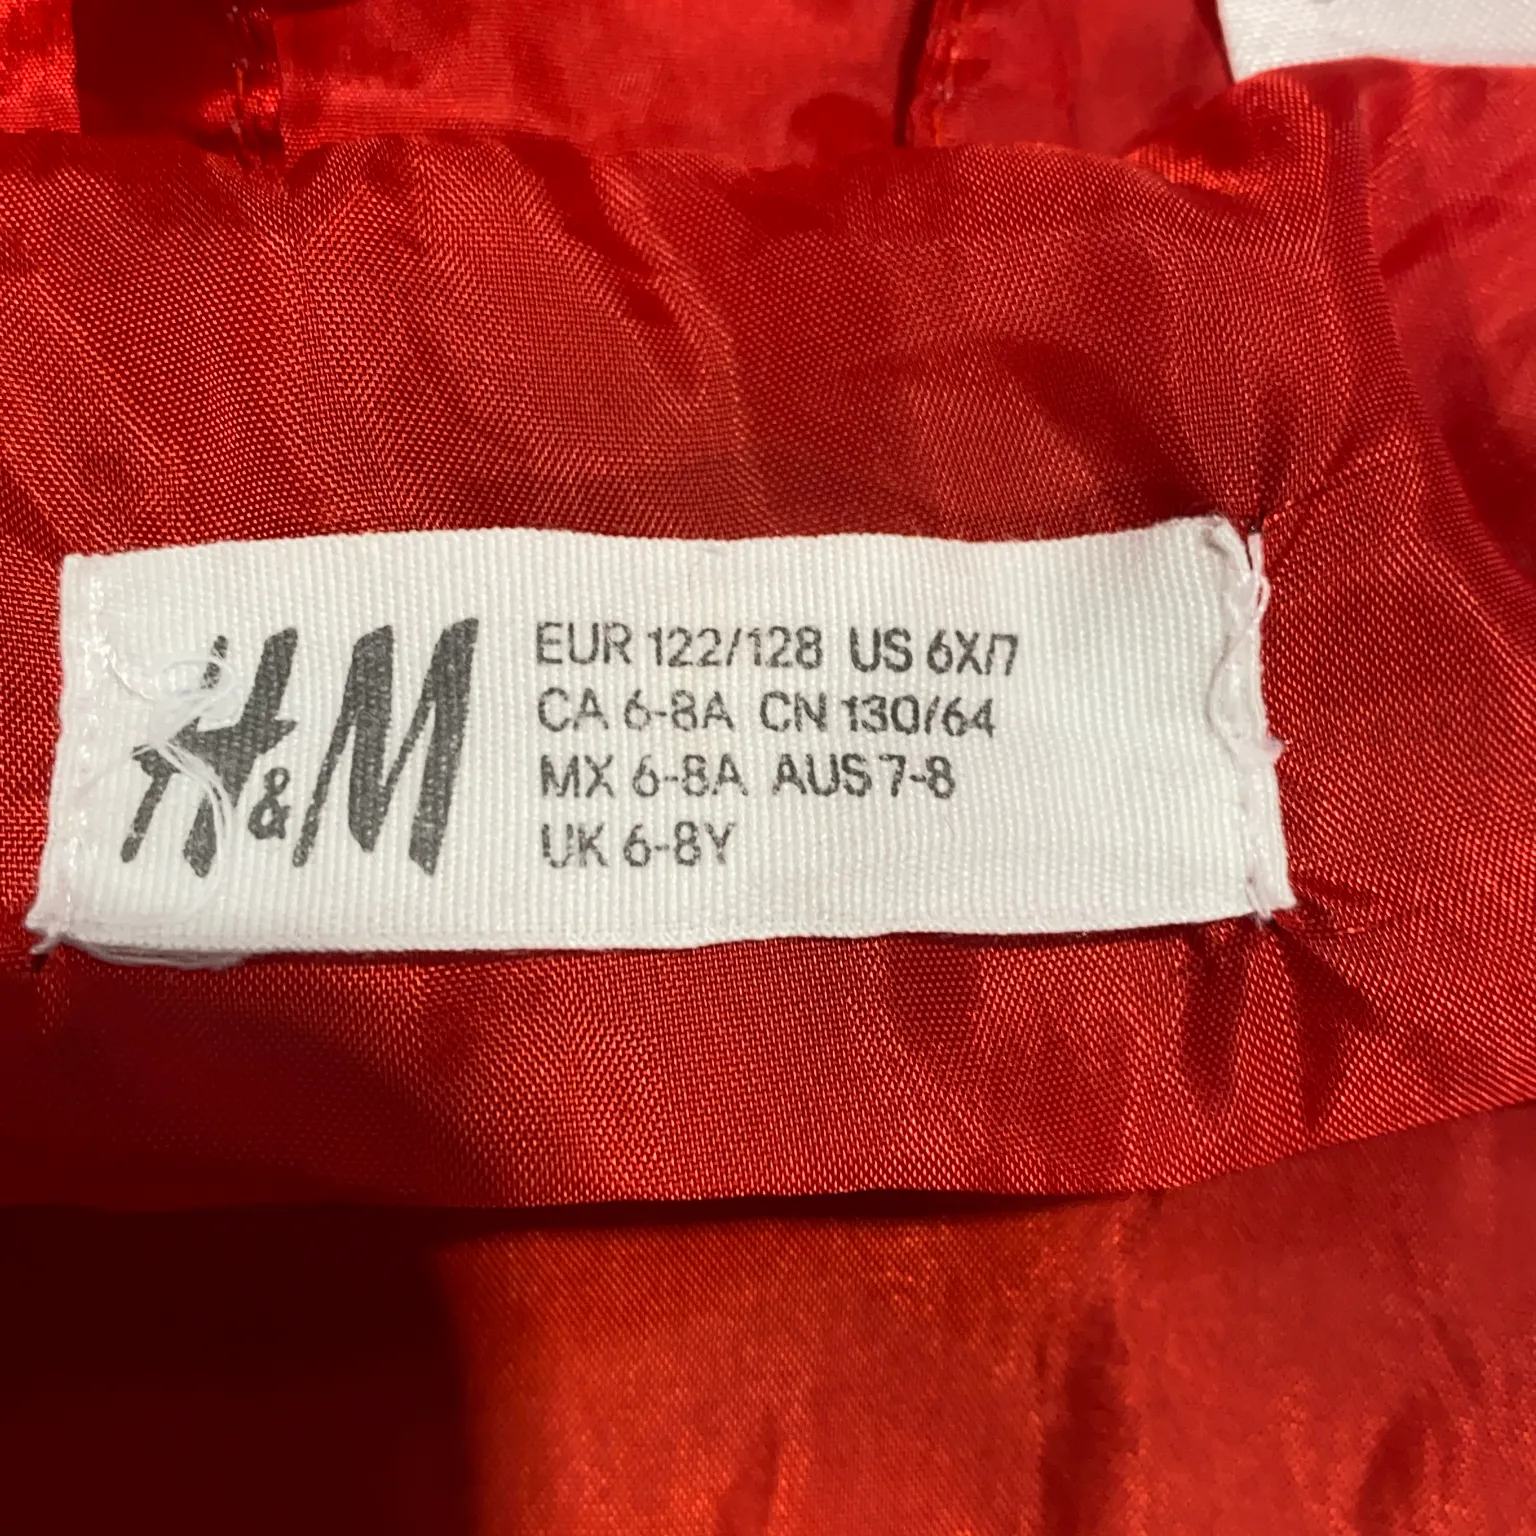 H&M
EUR 122/128 US 6X/7
CA 6-8A CN 130/64
MX 6-8A AUS 7-8
UK 6-8Y